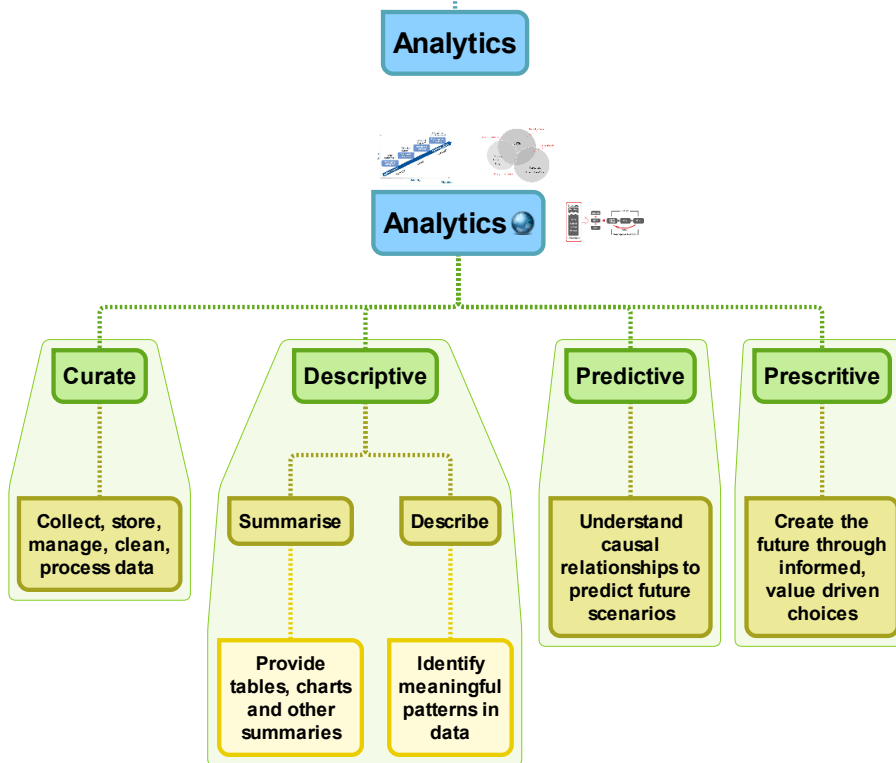 Analytics
Analytics
Curate
Descriptive
Predictive
Prescritive
Collect, store,
manage, clean,
process data
Summarise
Describe
Understand
causal
relationships to
predict future
scenarios
Create the
future through
informed,
value driven
choices
Provide
tables, charts
and other
summaries
Identify
meaningful
patterns in
data